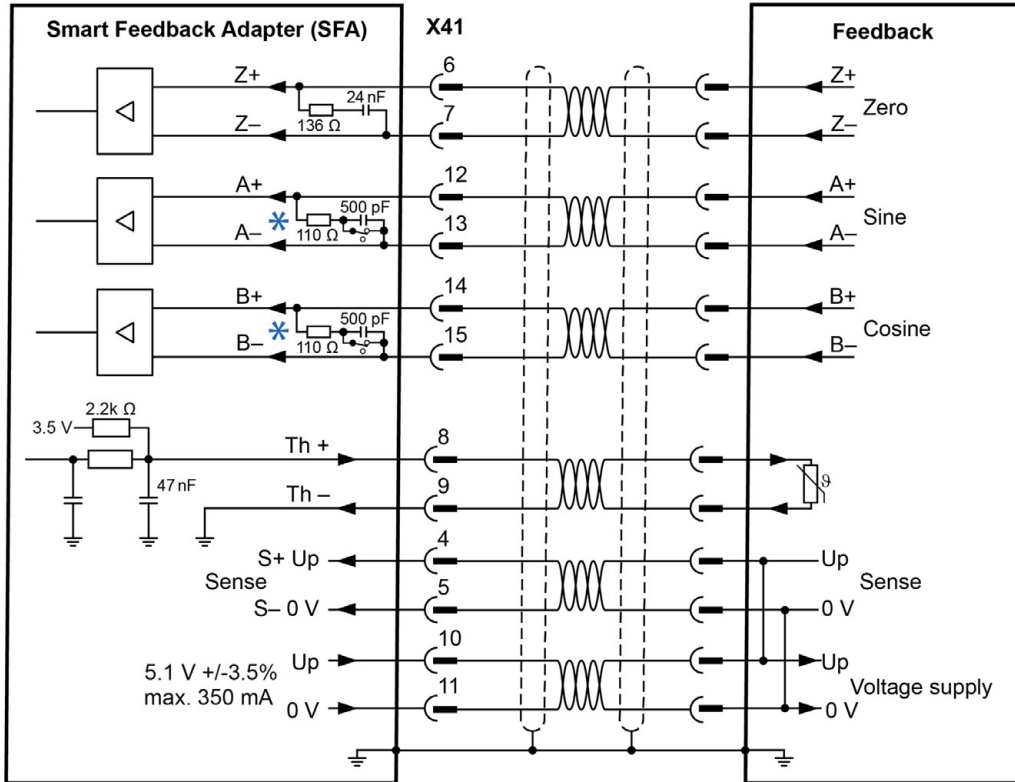 Smart Feedback Adapter (SFA)
X41
Feedback
Z+
6
Z+
24 nF
136 Ω
Zero
Z–
7
Z–
A+
12
A+
500 pF
*
110 Ω
Sine
A–
13
A–
B+
14
B+
500 pF
*
110 Ω
Cosine
B–
15
B–
2.2k Ω
3.5 V
Th +
8
47 nF
ϑ
Th –
9
S+ Up
4
Up
Sense
Sense
S– 0 V
5
0 V
Up
10
Up
5.1 V +/-3.5%
max. 350 mA
Voltage supply
0 V
11
0 V